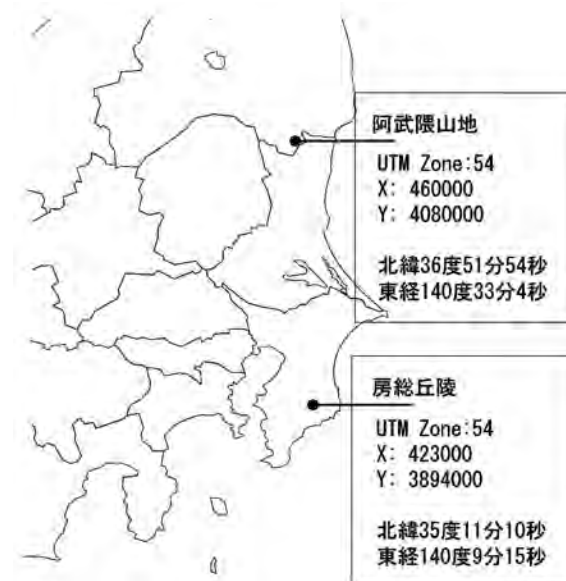 阿武隈山地
UTM Zone:54
X: 460000
Y: 4080000
北緯36度51分54秒
東経140度33分4秒
房総丘陵
UTM Zone:54
X: 423000
Y: 3894000
北緯35度11分10秒
東経140度9分15秒